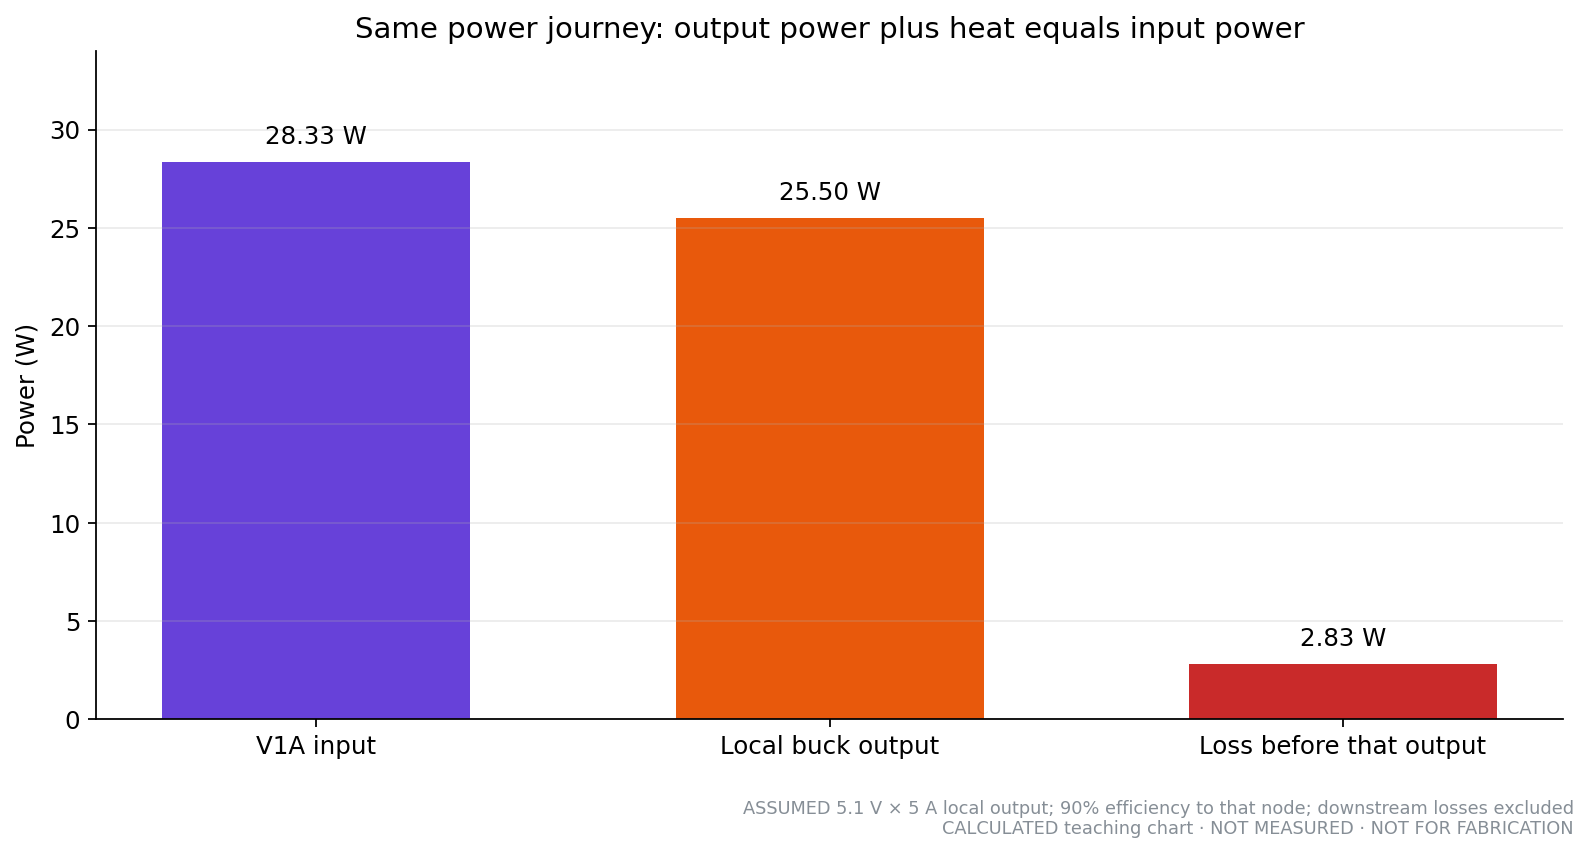 Same power journey: output power plus heat equals input power
Power (W)
30
25
20
15
10
5
0
28.33 W
25.50 W
2.83 W
V1A input
Local buck output
Loss before that output
ASSUMED 5.1 V × 5 A local output; 90% efficiency to that node; downstream losses excluded
CALCULATED teaching chart · NOT MEASURED · NOT FOR FABRICATION